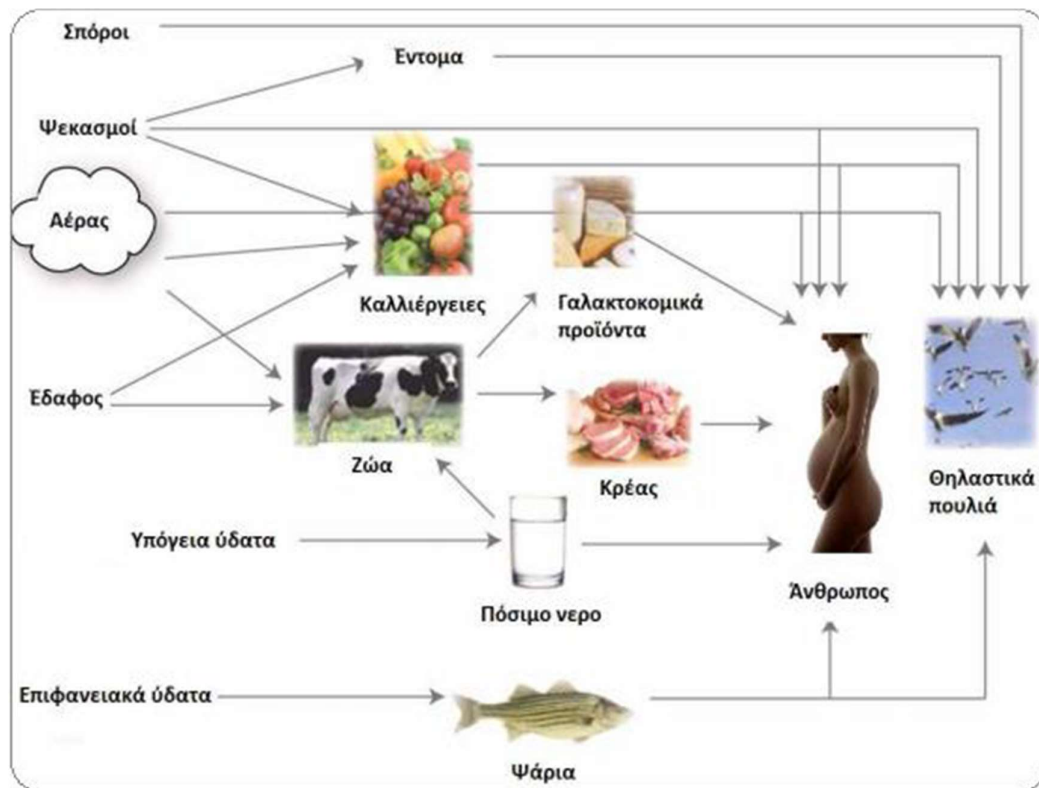 Σπόροι
Έντομα
Ψεκασμοί
Αέρας
Καλλιέργειες
Γαλακτοκομικά
προϊόντα
Έδαφος
Ζώα
Κρέας
Θηλαστικά
πουλιά
Υπόγεια ύδατα
Πόσιμο νερο
Άνθρωπος
Επιφανειακά ύδατα
Ψάρια